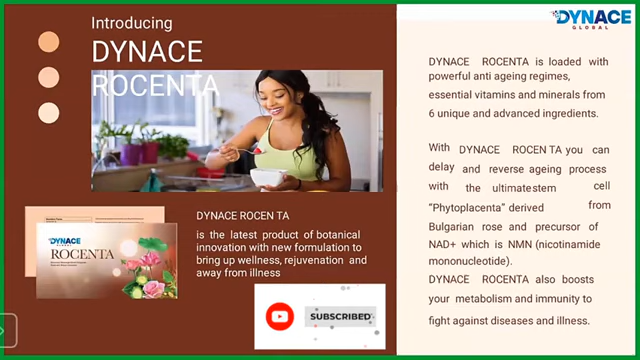 Introducing
DYNACE
ROCENTA
DYNACE
ROCENTA
DYNACE ROCEN TA
is the latest product of botanical
innovation with new formulation to
bring up wellness, rejuvenation and
away from illness
SUBSCRIBED
DYNACE
GLOBAL
DYNACE ROCENTA is loaded with
powerful anti ageing regimes,
essential vitamins and minerals from
6 unique and advanced ingredients.
With DYNACE ROCEN TA you can
delay and reverse ageing process
with the ultimatestem cell
“Phytoplacenta” derived from
Bulgarian rose and precursor of
NAD+ which is NMN (nicotinamide
mononucleotide).
DYNACE ROCENTA also boosts
your metabolism and immunity to
fight against diseases and illness.